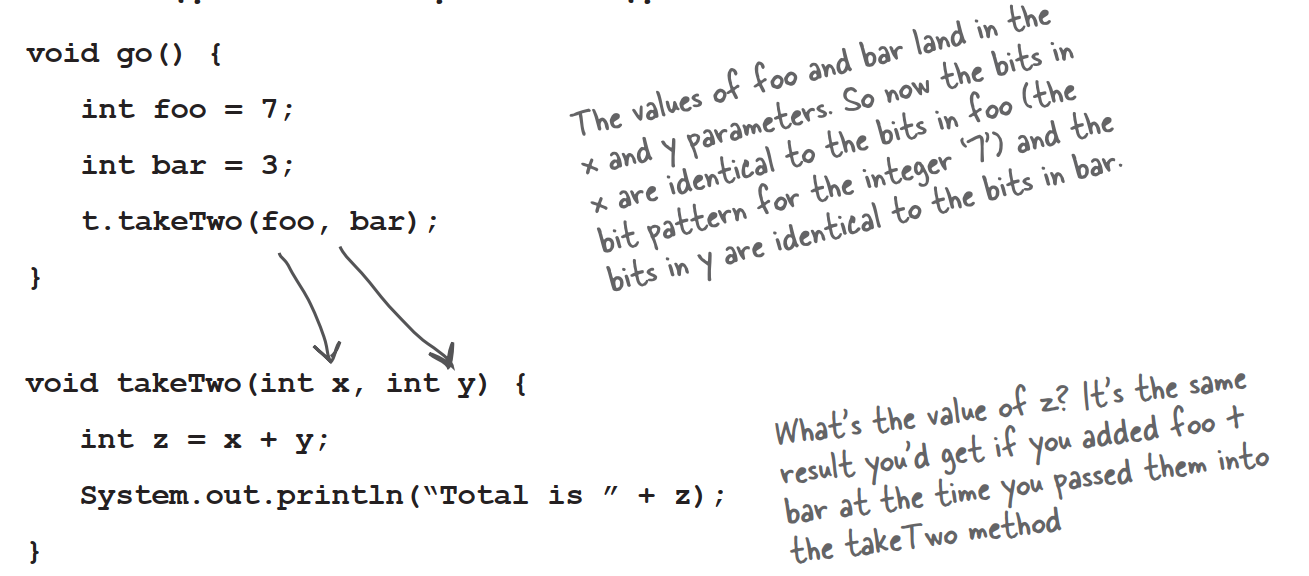 void go() {
int foo = 7;
int bar = 3;
t.takeTwo(foo, bar);
}
The values of foo and bar land in the
x and y parameters. So now the bits in
x are identical to the bits in foo (the
bit pattern for the integer ‘7’) and the
bits in y are identical to the bits in bar.
void takeTwo(int x, int y) {
int z = x + y;
System.out.println(“Total is ” + z);
}
What’s the value of z? It’s the same
result you’d get if you added foo +
bar at the time you passed them into
the takeTwo method